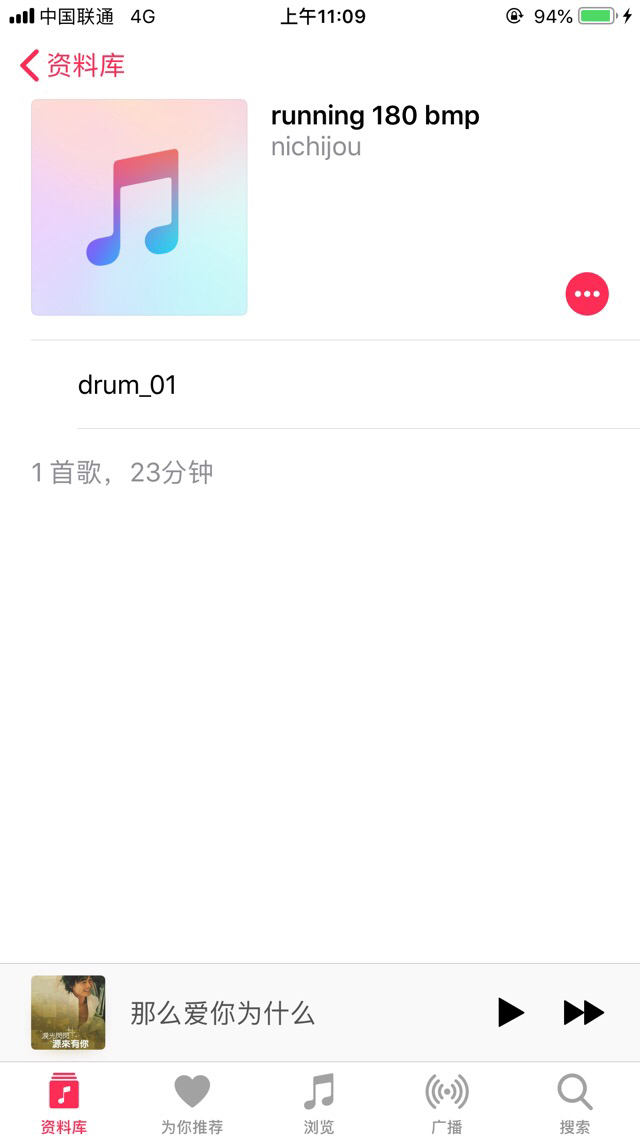 中国联通 4G 上午11:09 94%
资料库
running 180 bmp
nichijou
drum_01
1 首歌，23分钟
那么爱你为什么
源来有你
资料库 为你推荐 浏览 广播 搜索